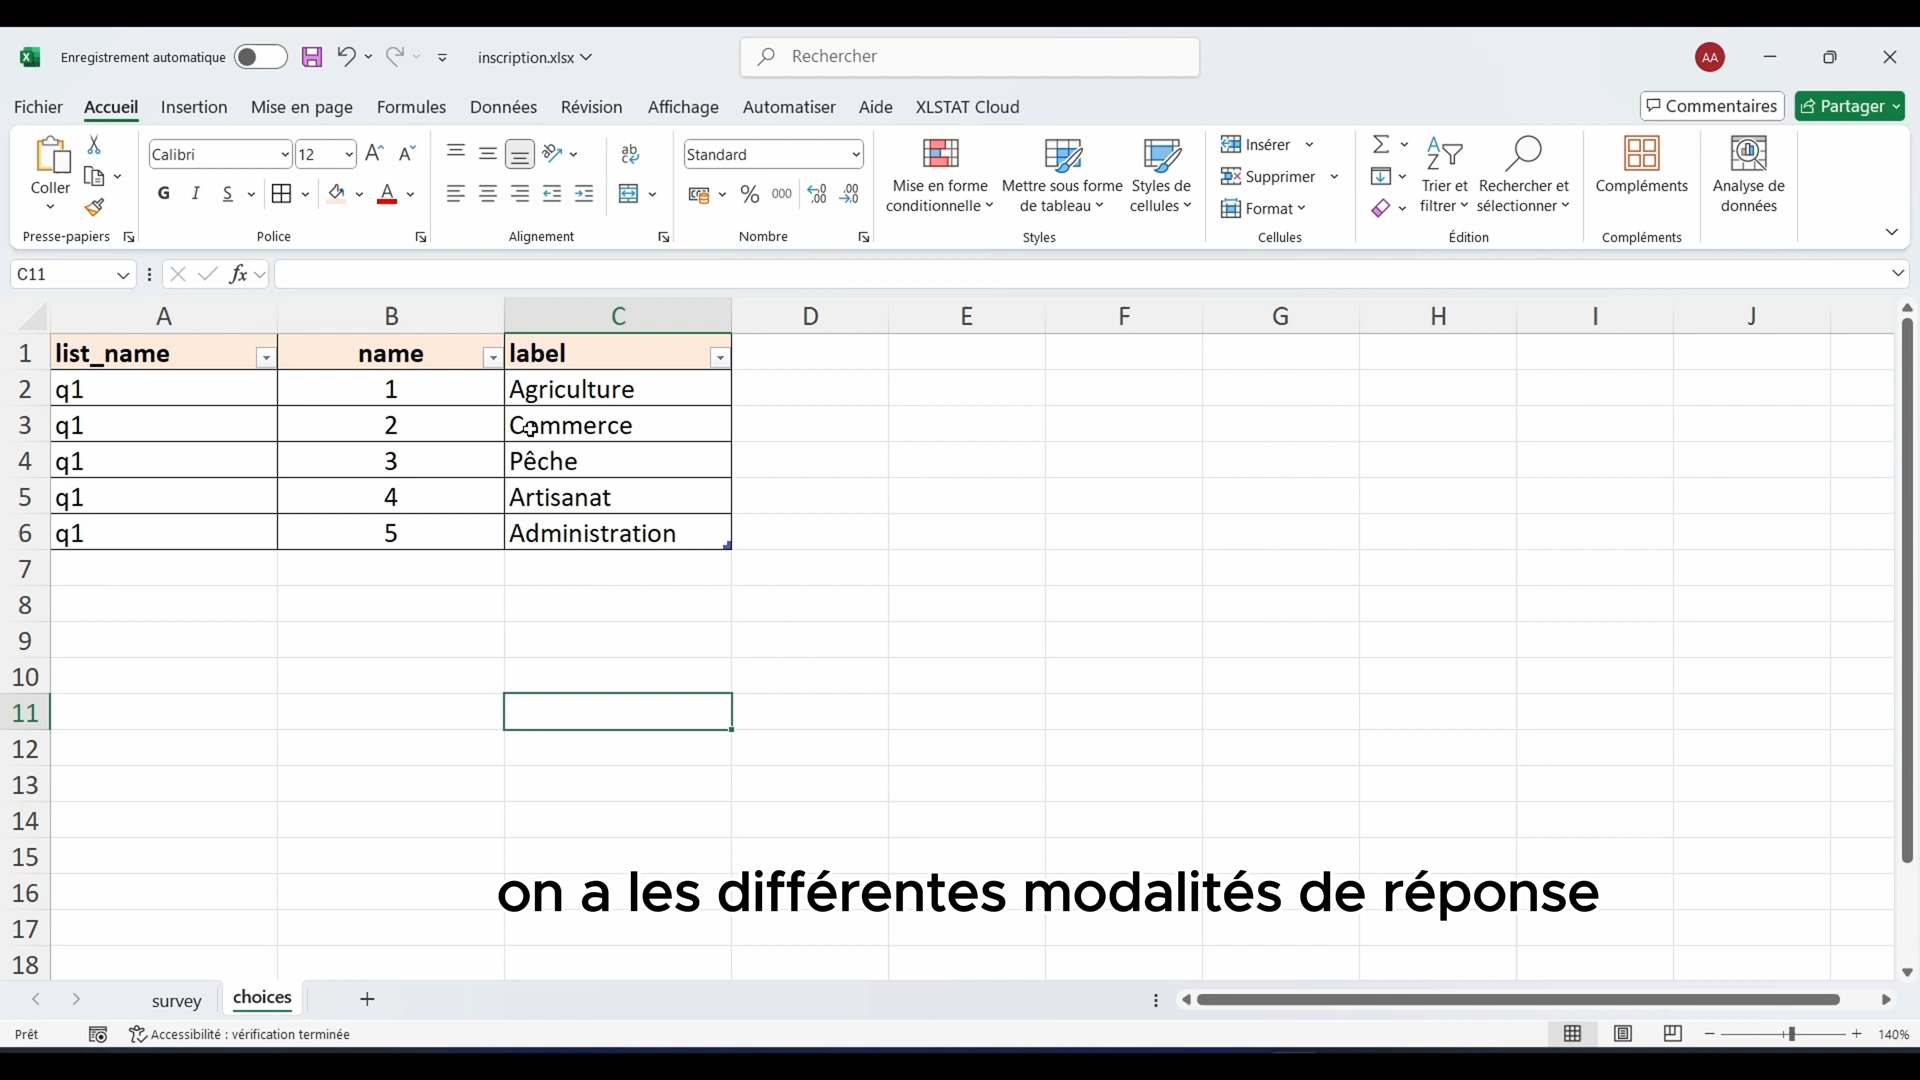 Enregistrement automatique
inscription.xlsx
Rechercher
AA
Fichier Accueil Insertion Mise en page Formules Données Révision Affichage Automatiser Aide XLSTAT Cloud
Commentaires
Partager
Coller
Presse-papiers
Calibri
12
G I S
Police
ab
Alignement
Standard
% 000
Nombre
Mise en forme
conditionnelle
Mettre sous forme
de tableau
Styles de
cellules
Styles
Insérer
Supprimer
Format
Cellules
Trier et
filtrer
Rechercher et
sélectionner
Édition
Compléments
Compléments
Analyse de
données
C11
fx
A B C D E F G H I J
1 list_name name label
2 q1 1 Agriculture
3 q1 2 Commerce
4 q1 3 Pêche
5 q1 4 Artisanat
6 q1 5 Administration
7
8
9
10
11
12
13
14
15
16
17
18
on a les différentes modalités de réponse
survey choices
Prêt
Accessibilité : vérification terminée
140%